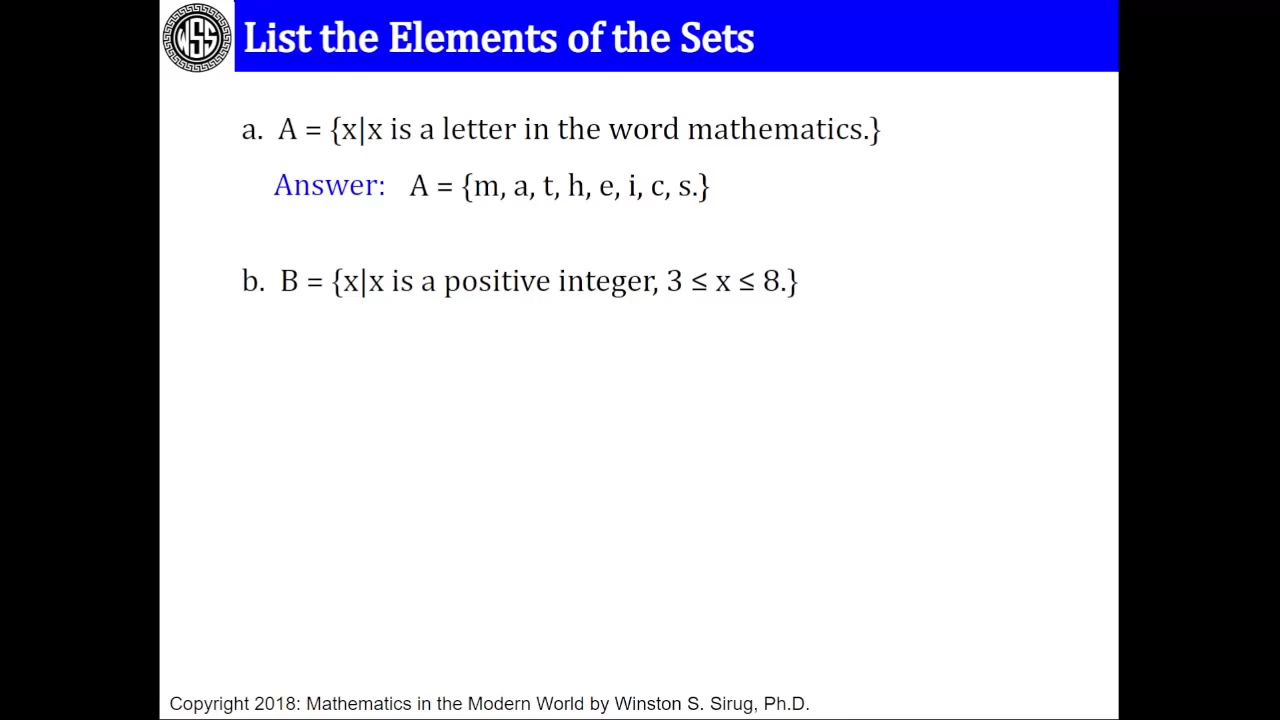 WSS
List the Elements of the Sets
a. A = {x|x is a letter in the word mathematics.}
Answer: A = {m, a, t, h, e, i, c, s.}
b. B = {x|x is a positive integer, 3 ≤ x ≤ 8.}
Copyright 2018: Mathematics in the Modern World by Winston S. Sirug, Ph.D.